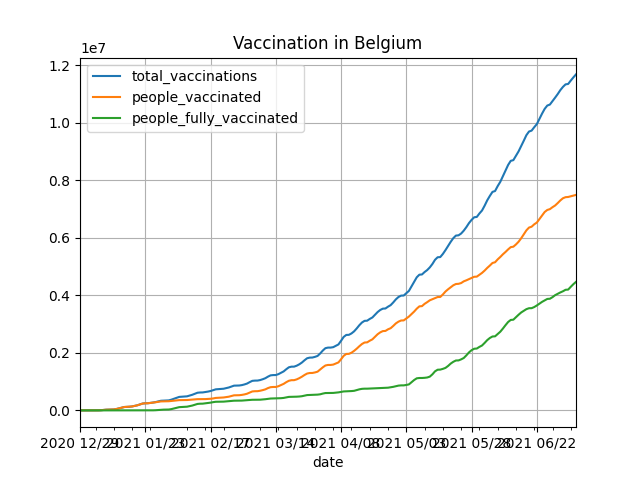 Vaccination in Belgium
1e7
total_vaccinations
people_vaccinated
people_fully_vaccinated
1.2
1.0
0.8
0.6
0.4
0.2
0.0
2020 12/29 2021 01/23 2021 02/17 2021 03/14 2021 04/08 2021 05/03 2021 05/28 2021 06/22
date